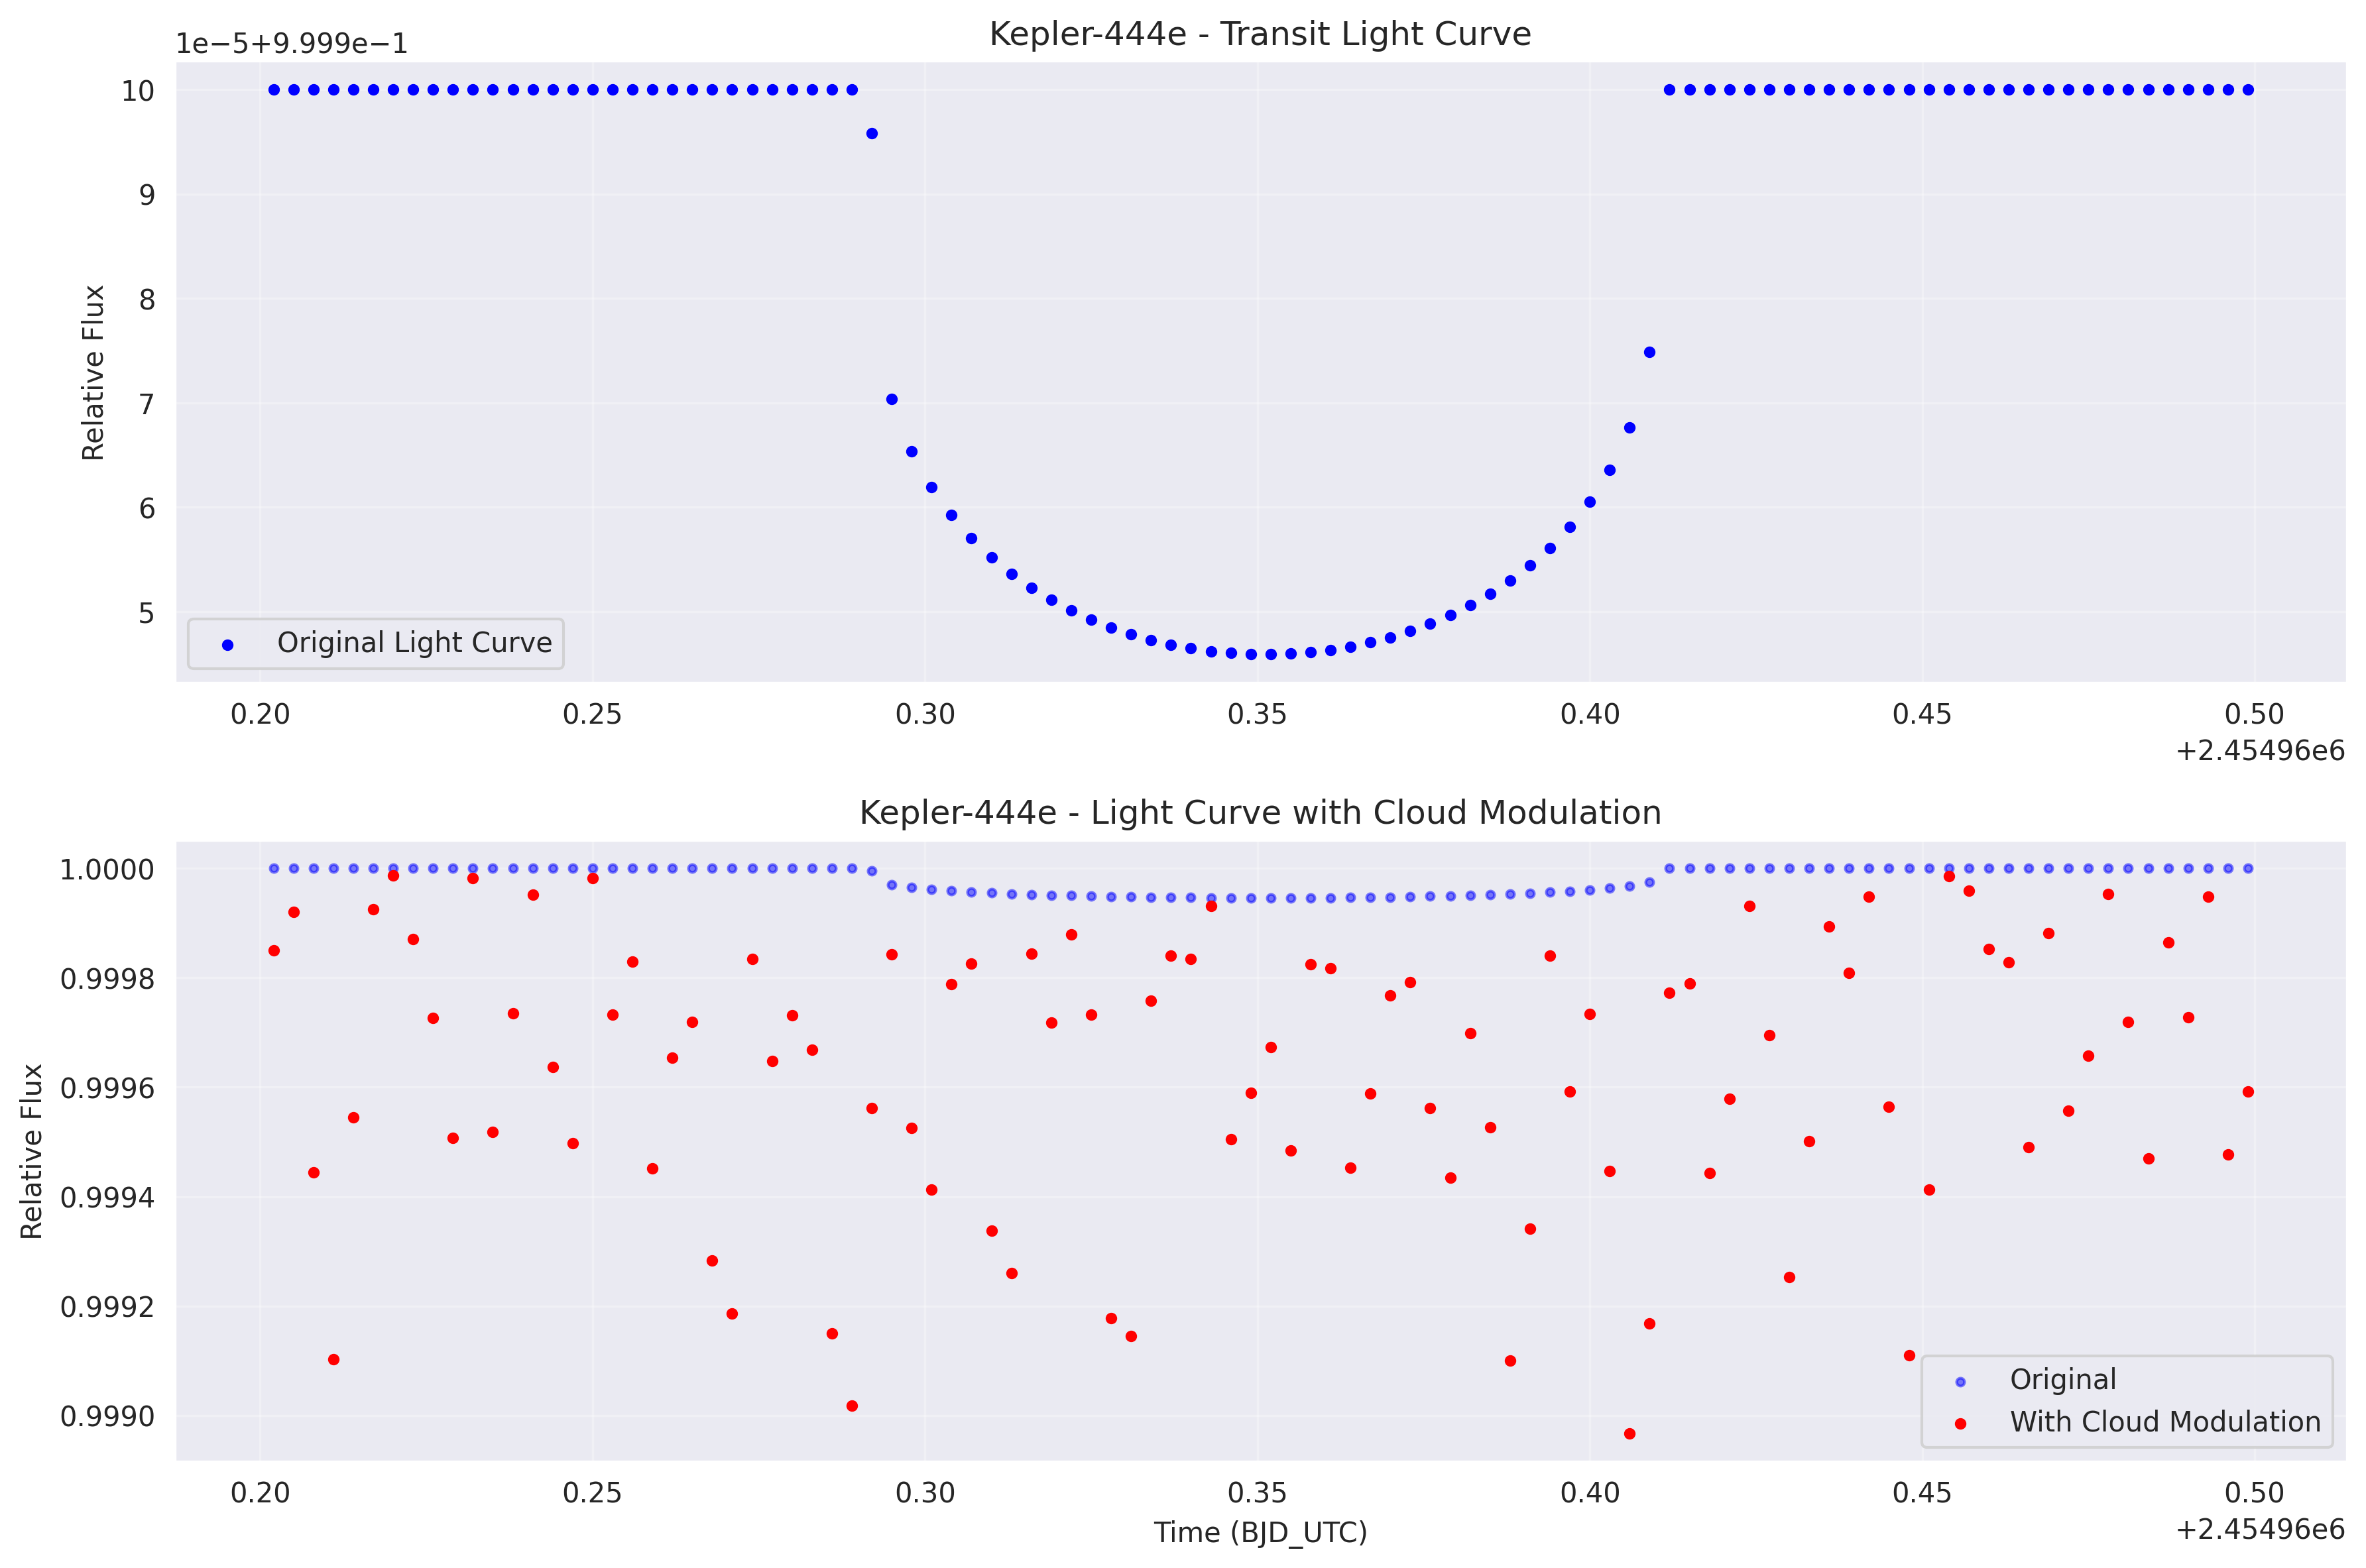 Kepler-444e - Transit Light Curve
1e−5+9.999e−1
10
9
8
7
6
5
Relative Flux
Original Light Curve
0.20 0.25 0.30 0.35 0.40 0.45 0.50
+2.45496e6
Kepler-444e - Light Curve with Cloud Modulation
1.0000
0.9998
0.9996
0.9994
0.9992
0.9990
Relative Flux
Original
With Cloud Modulation
0.20 0.25 0.30 0.35 0.40 0.45 0.50
+2.45496e6
Time (BJD_UTC)